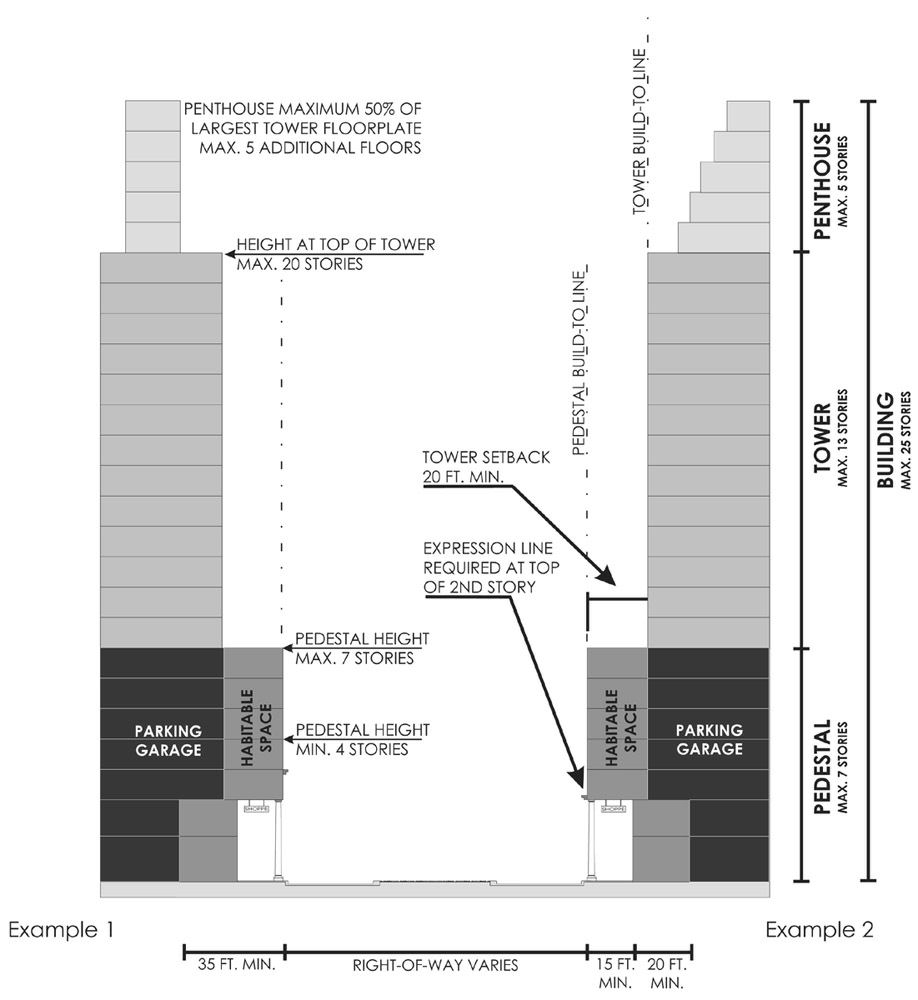 PENTHOUSE MAXIMUM 50% OF
LARGEST TOWER FLOORPLATE
MAX. 5 ADDITIONAL FLOORS
TOWER BUILD-TO LINE
PENTHOUSE
MAX. 5 STORIES
HEIGHT AT TOP OF TOWER
MAX. 20 STORIES
PEDESTAL BUILD-TO LINE
TOWER
MAX. 13 STORIES
BUILDING
MAX. 25 STORIES
TOWER SETBACK
20 FT. MIN.
EXPRESSION LINE
REQUIRED AT TOP
OF 2ND STORY
PEDESTAL HEIGHT
MAX. 7 STORIES
PARKING
GARAGE
HABITABLE
SPACE
PEDESTAL HEIGHT
MIN. 4 STORIES
HABITABLE
SPACE
PARKING
GARAGE
PEDESTAL
MAX. 7 STORIES
SHOPPE
SHOPPE
Example 1
Example 2
35 FT. MIN.
RIGHT-OF-WAY VARIES
15 FT.
MIN.
20 FT.
MIN.